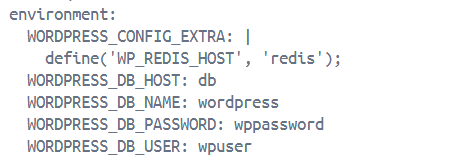 environment:
  WORDPRESS_CONFIG_EXTRA: |
    define('WP_REDIS_HOST', 'redis');
  WORDPRESS_DB_HOST: db
  WORDPRESS_DB_NAME: wordpress
  WORDPRESS_DB_PASSWORD: wppassword
  WORDPRESS_DB_USER: wpuser